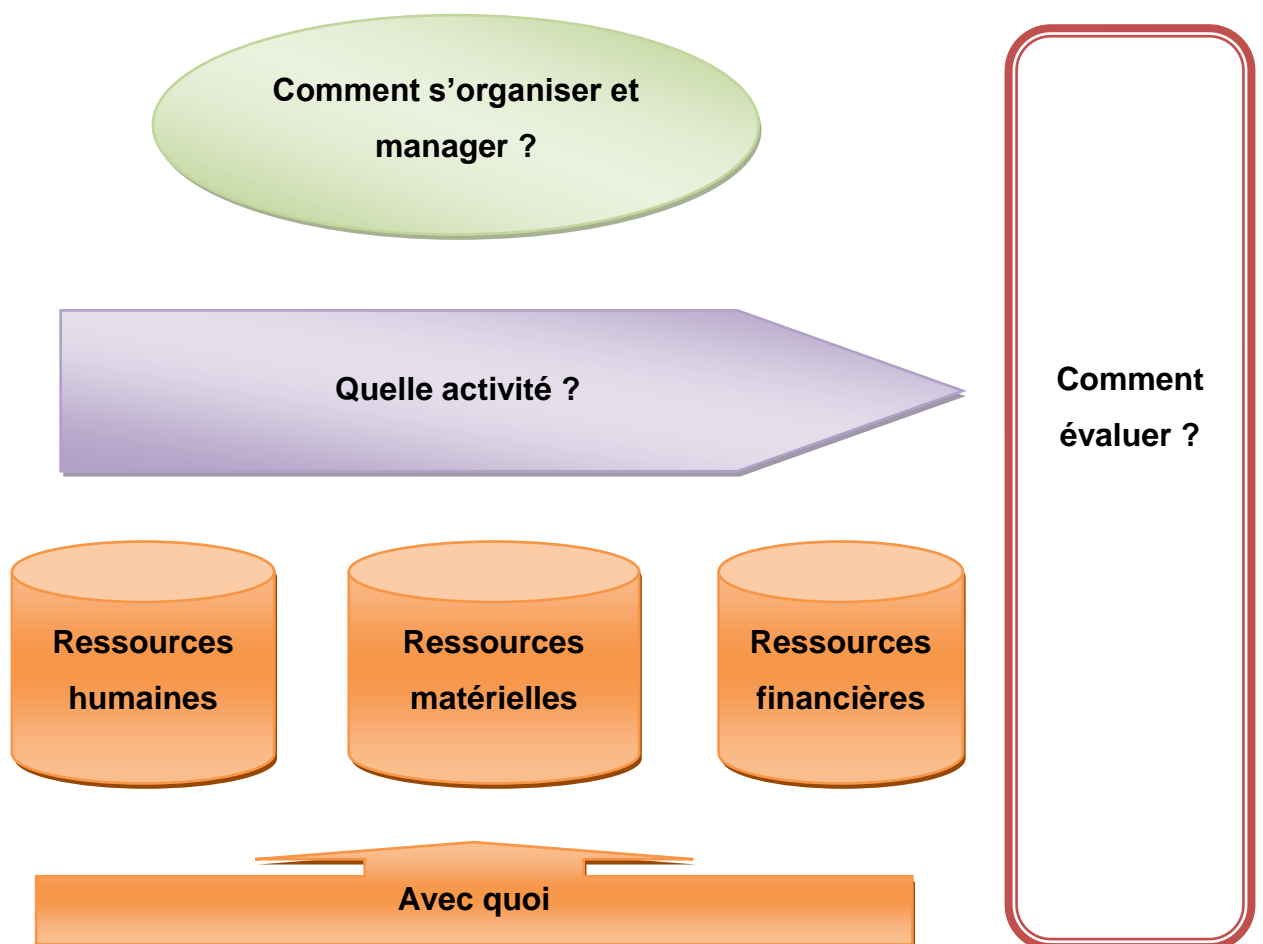 Comment s’organiser et
manager ?
Quelle activité ?
Comment
évaluer ?
Ressources
humaines
Ressources
matérielles
Ressources
financières
Avec quoi